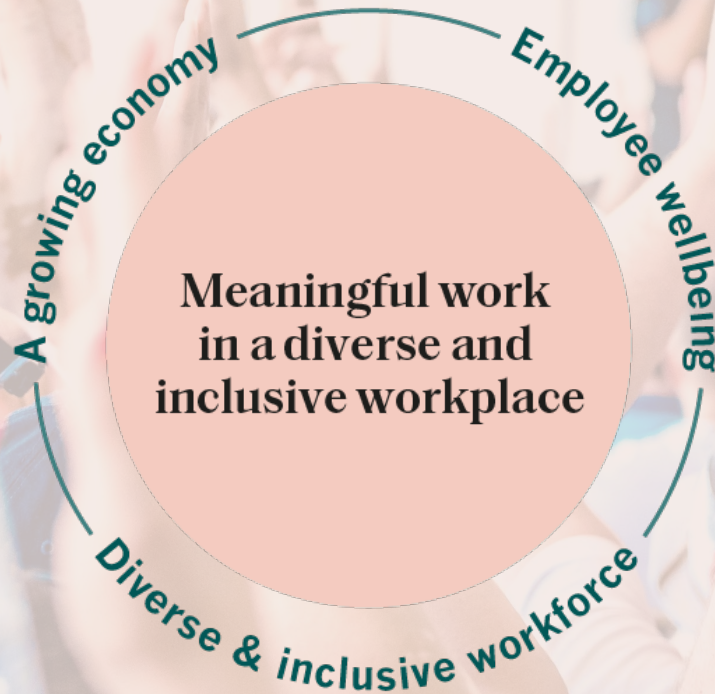 Meaningful work
in a diverse and
inclusive workplace
A growing economy
Employee wellbeing
Diverse & inclusive workforce